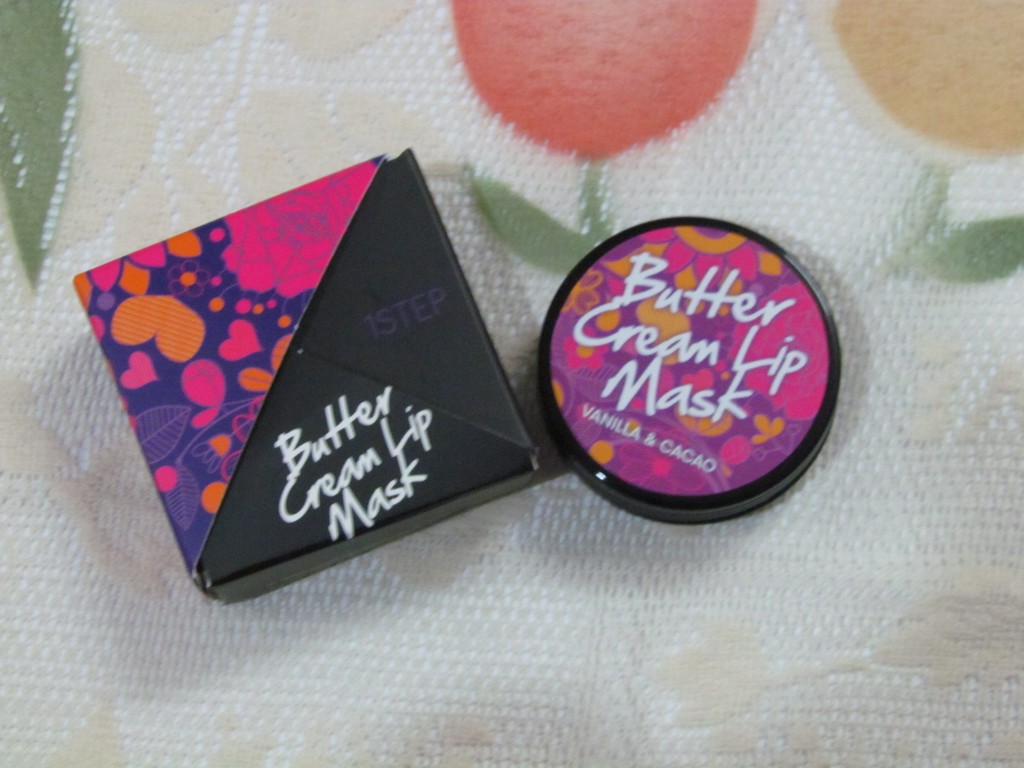 1STEP
Butter
Cream Lip
Mask
Butter
Cream Lip
Mask
VANILLA & CACAO